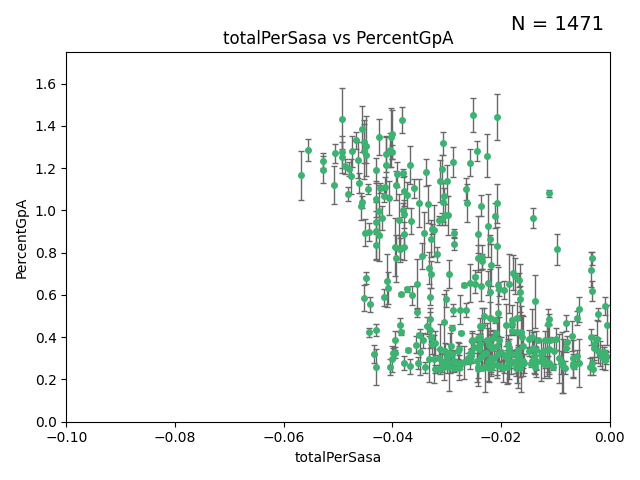 N = 1471
totalPerSasa vs PercentGpA
PercentGpA
1.6
1.4
1.2
1.0
0.8
0.6
0.4
0.2
0.0
−0.10 −0.08 −0.06 −0.04 −0.02 0.00
totalPerSasa